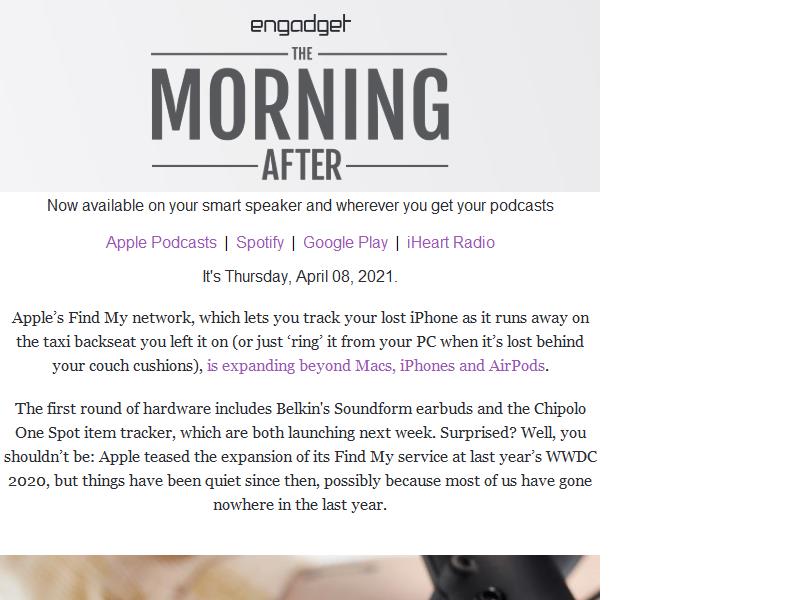 engadget
THE
MORNING
AFTER
Now available on your smart speaker and wherever you get your podcasts
Apple Podcasts | Spotify | Google Play | iHeart Radio
It's Thursday, April 08, 2021.
Apple’s Find My network, which lets you track your lost iPhone as it runs away on
the taxi backseat you left it on (or just ‘ring’ it from your PC when it’s lost behind
your couch cushions), is expanding beyond Macs, iPhones and AirPods.
The first round of hardware includes Belkin's Soundform earbuds and the Chipolo
One Spot item tracker, which are both launching next week. Surprised? Well, you
shouldn’t be: Apple teased the expansion of its Find My service at last year’s WWDC
2020, but things have been quiet since then, possibly because most of us have gone
nowhere in the last year.